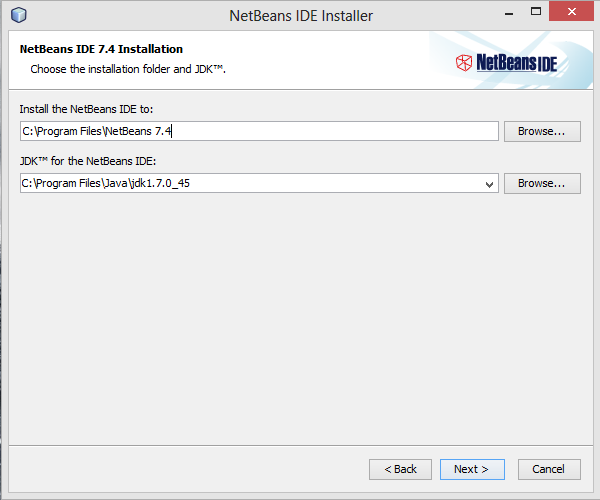 NetBeans IDE Installer
NetBeans IDE 7.4 Installation
Choose the installation folder and JDK™.
NetBeans IDE
Install the NetBeans IDE to:
C:\Program Files\NetBeans 7.4
Browse...
JDK™ for the NetBeans IDE:
C:\Program Files\Java\jdk1.7.0_45
Browse...
< Back
Next >
Cancel